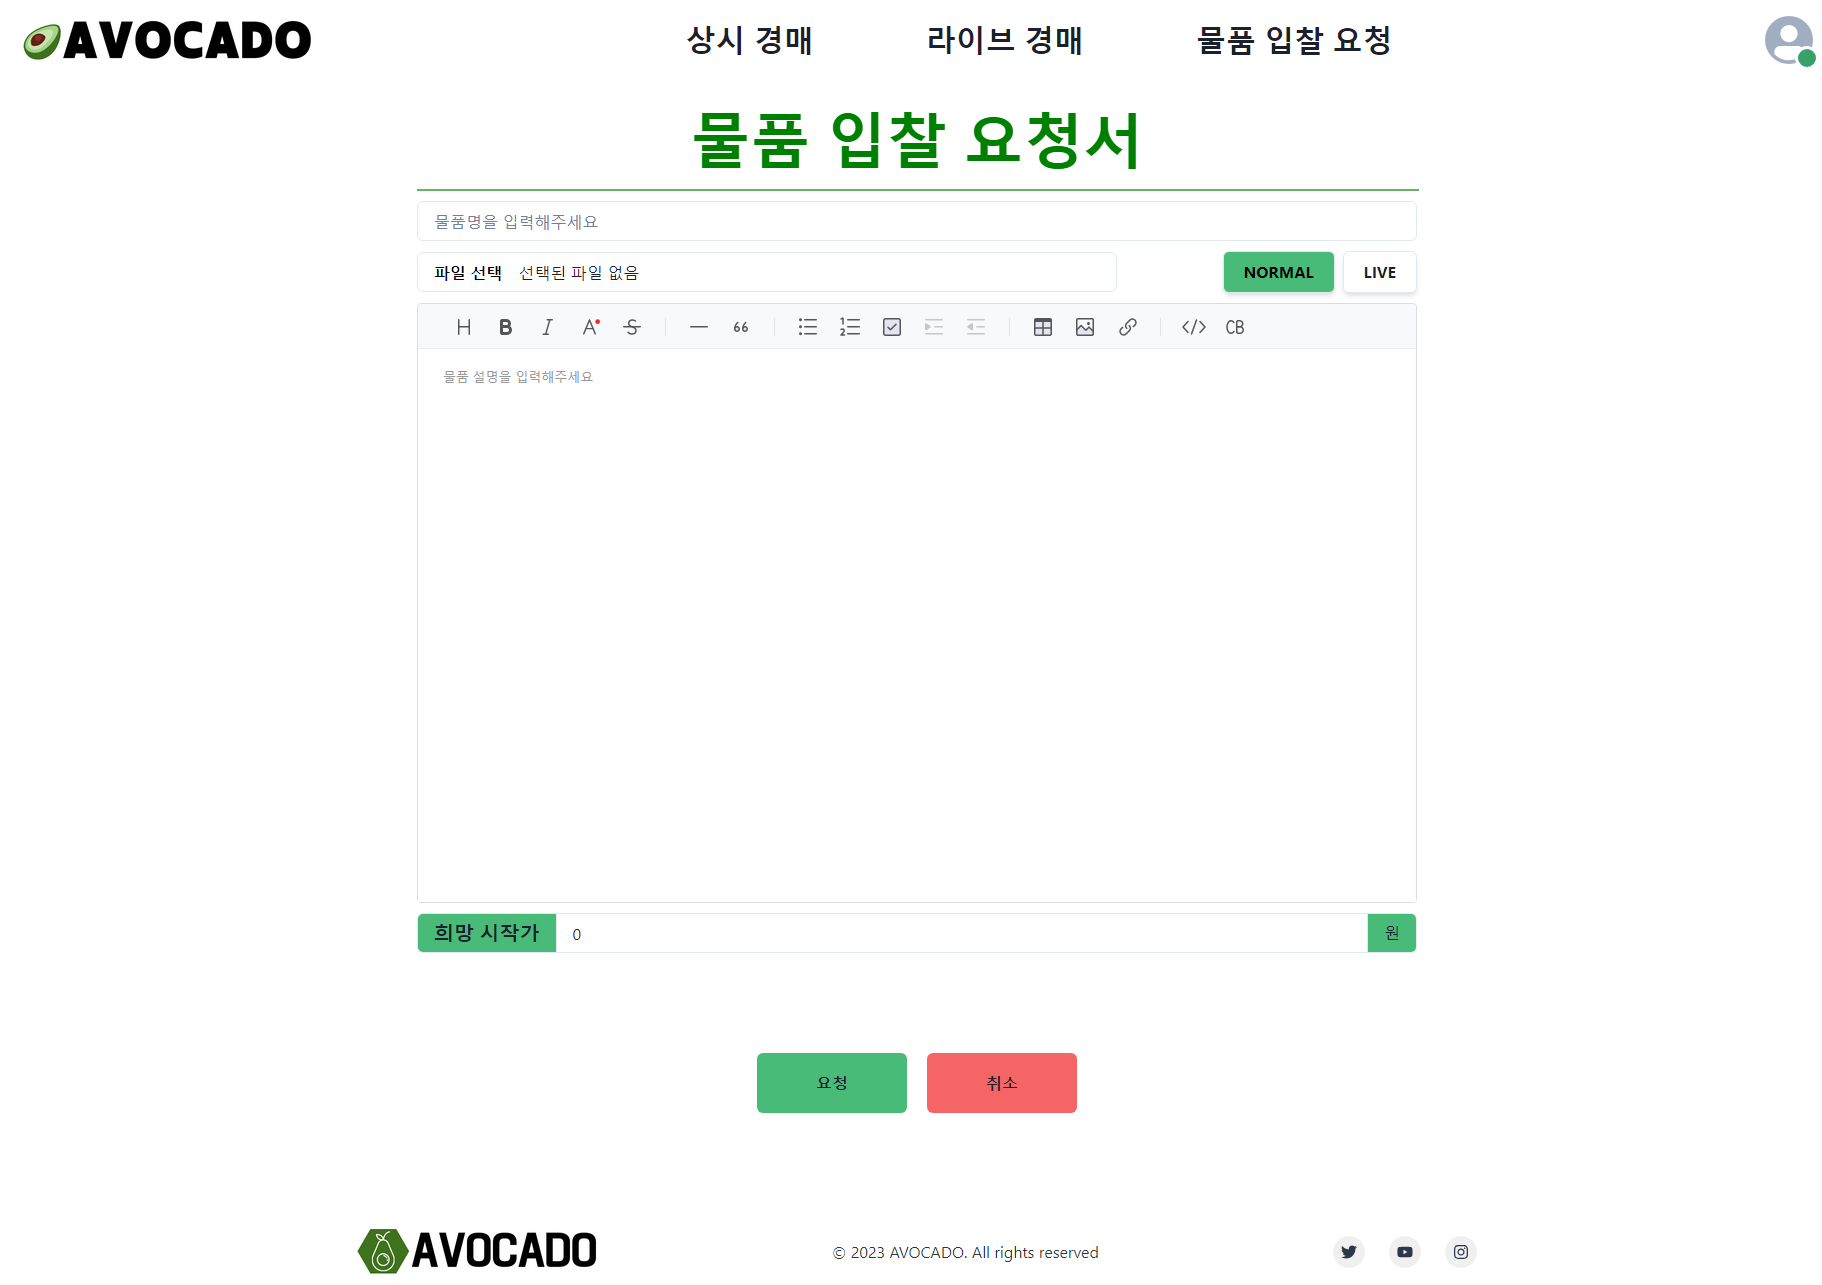 AVOCADO
상시 경매
라이브 경매
물품 입찰 요청
물품 입찰 요청서
물품명을 입력해주세요
파일 선택 선택된 파일 없음
NORMAL
LIVE
H B I A S — 66 </> CB
물품 설명을 입력해주세요
희망 시작가 0 원
요청
취소
AVOCADO
© 2023 AVOCADO. All rights reserved